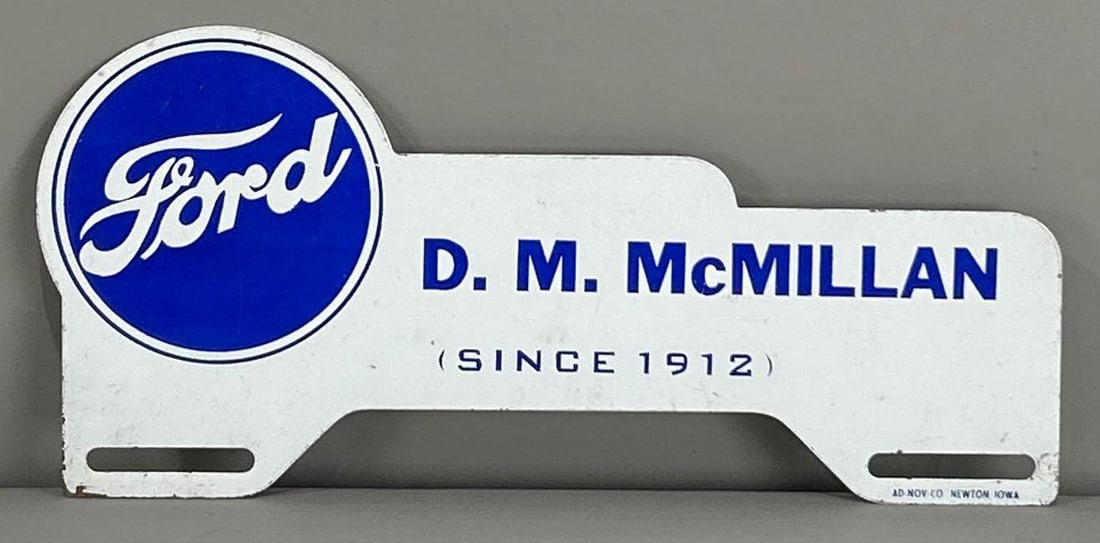 Ford
D. M. McMILLAN
(SINCE 1912)
AD-NOV-CO NEWTON IOWA